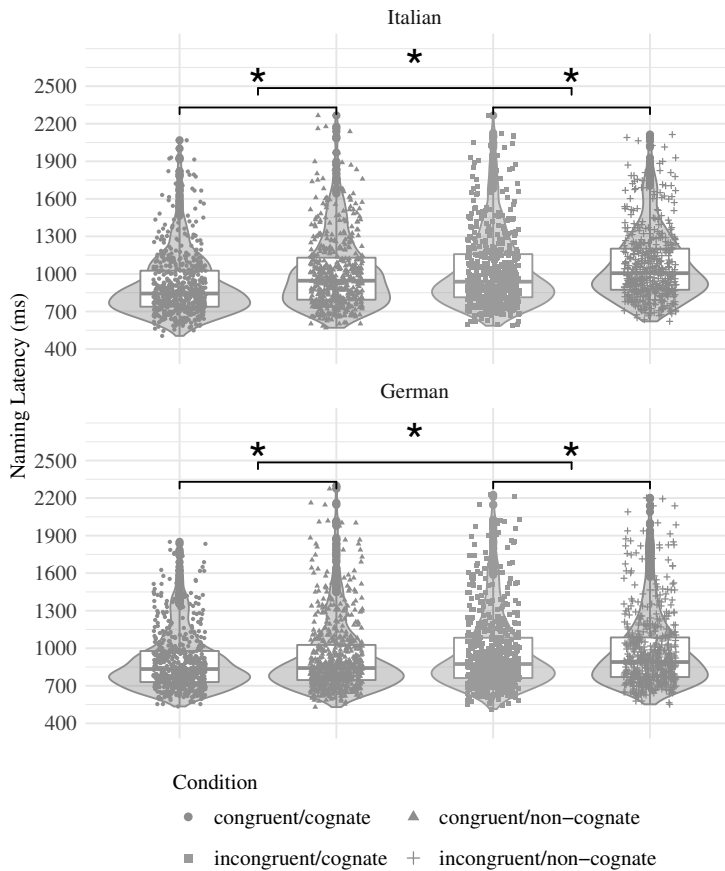 Italian
*
*
2500
2200
1900
1600
1300
1000
700
400
Naming Latency (ms)
German
*
*
*
2500
2200
1900
1600
1300
1000
700
400
Condition
congruent/cognate
congruent/non−cognate
incongruent/cognate
incongruent/non−cognate